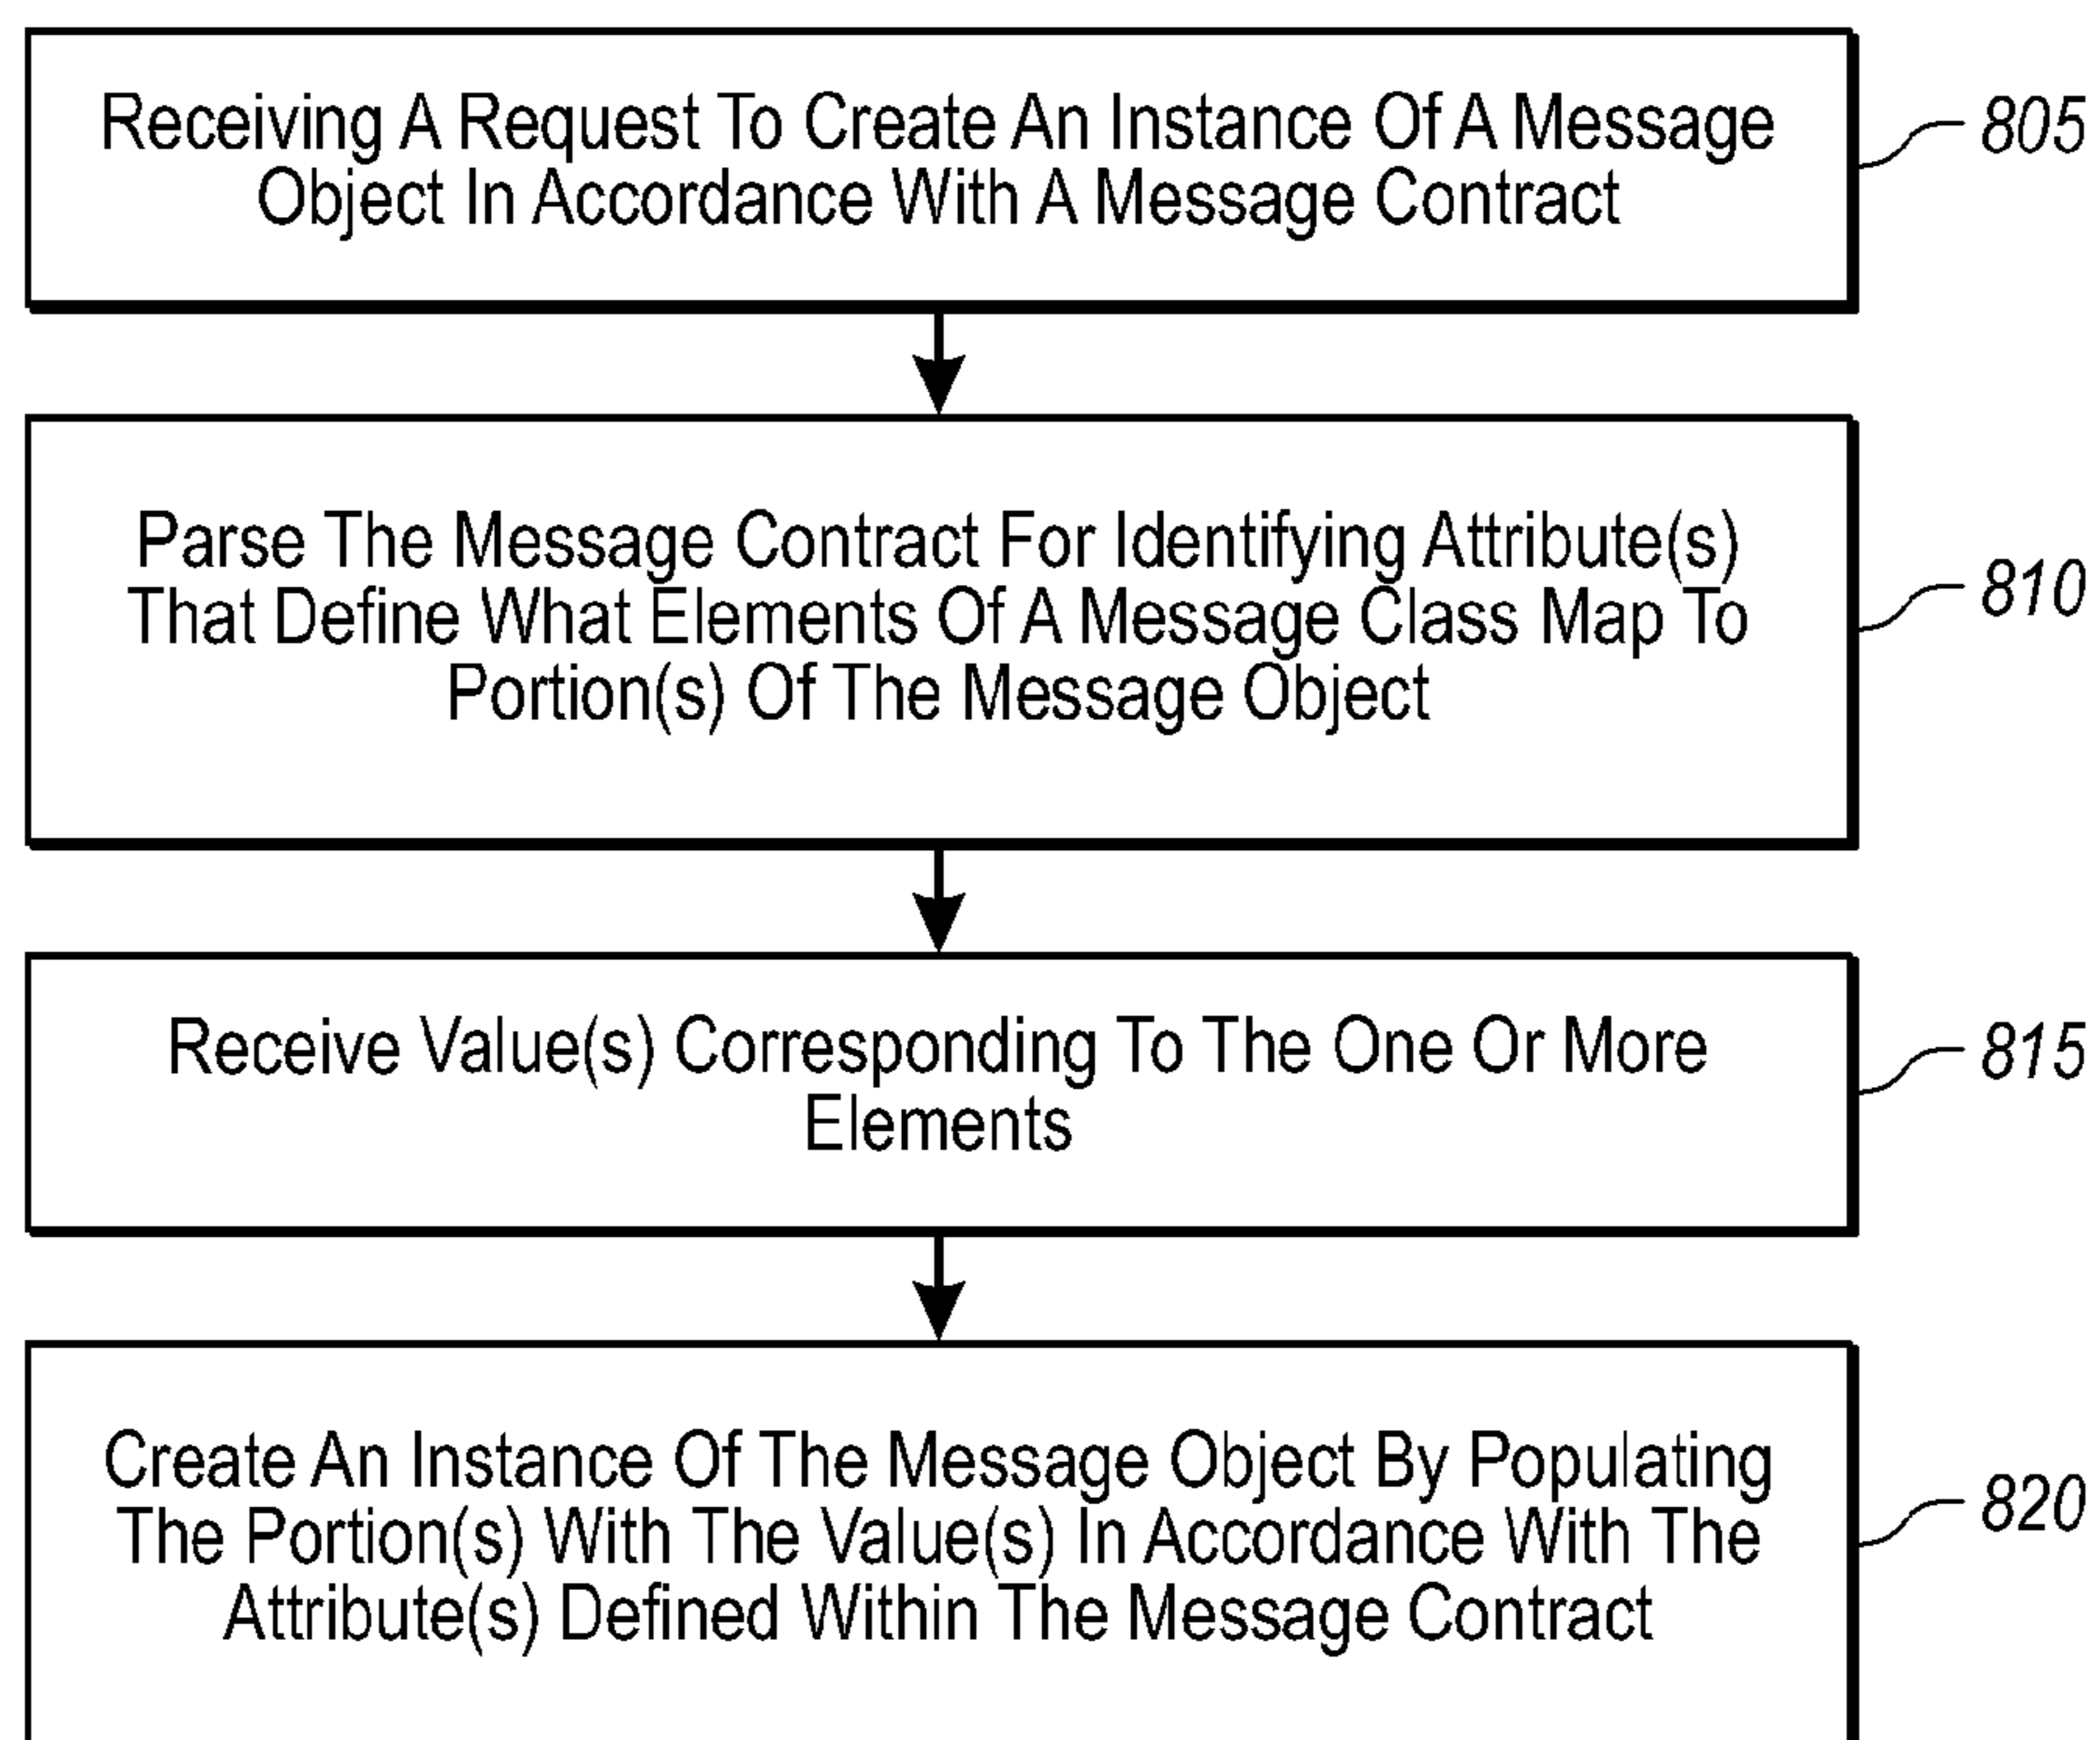 Receiving A Request To Create An Instance Of A Message
Object In Accordance With A Message Contract
805
Parse The Message Contract For Identifying Attribute(s)
That Define What Elements Of A Message Class Map To
Portion(s) Of The Message Object
810
Receive Value(s) Corresponding To The One Or More
Elements
815
Create An Instance Of The Message Object By Populating
The Portion(s) With The Value(s) In Accordance With The
Attribute(s) Defined Within The Message Contract
820